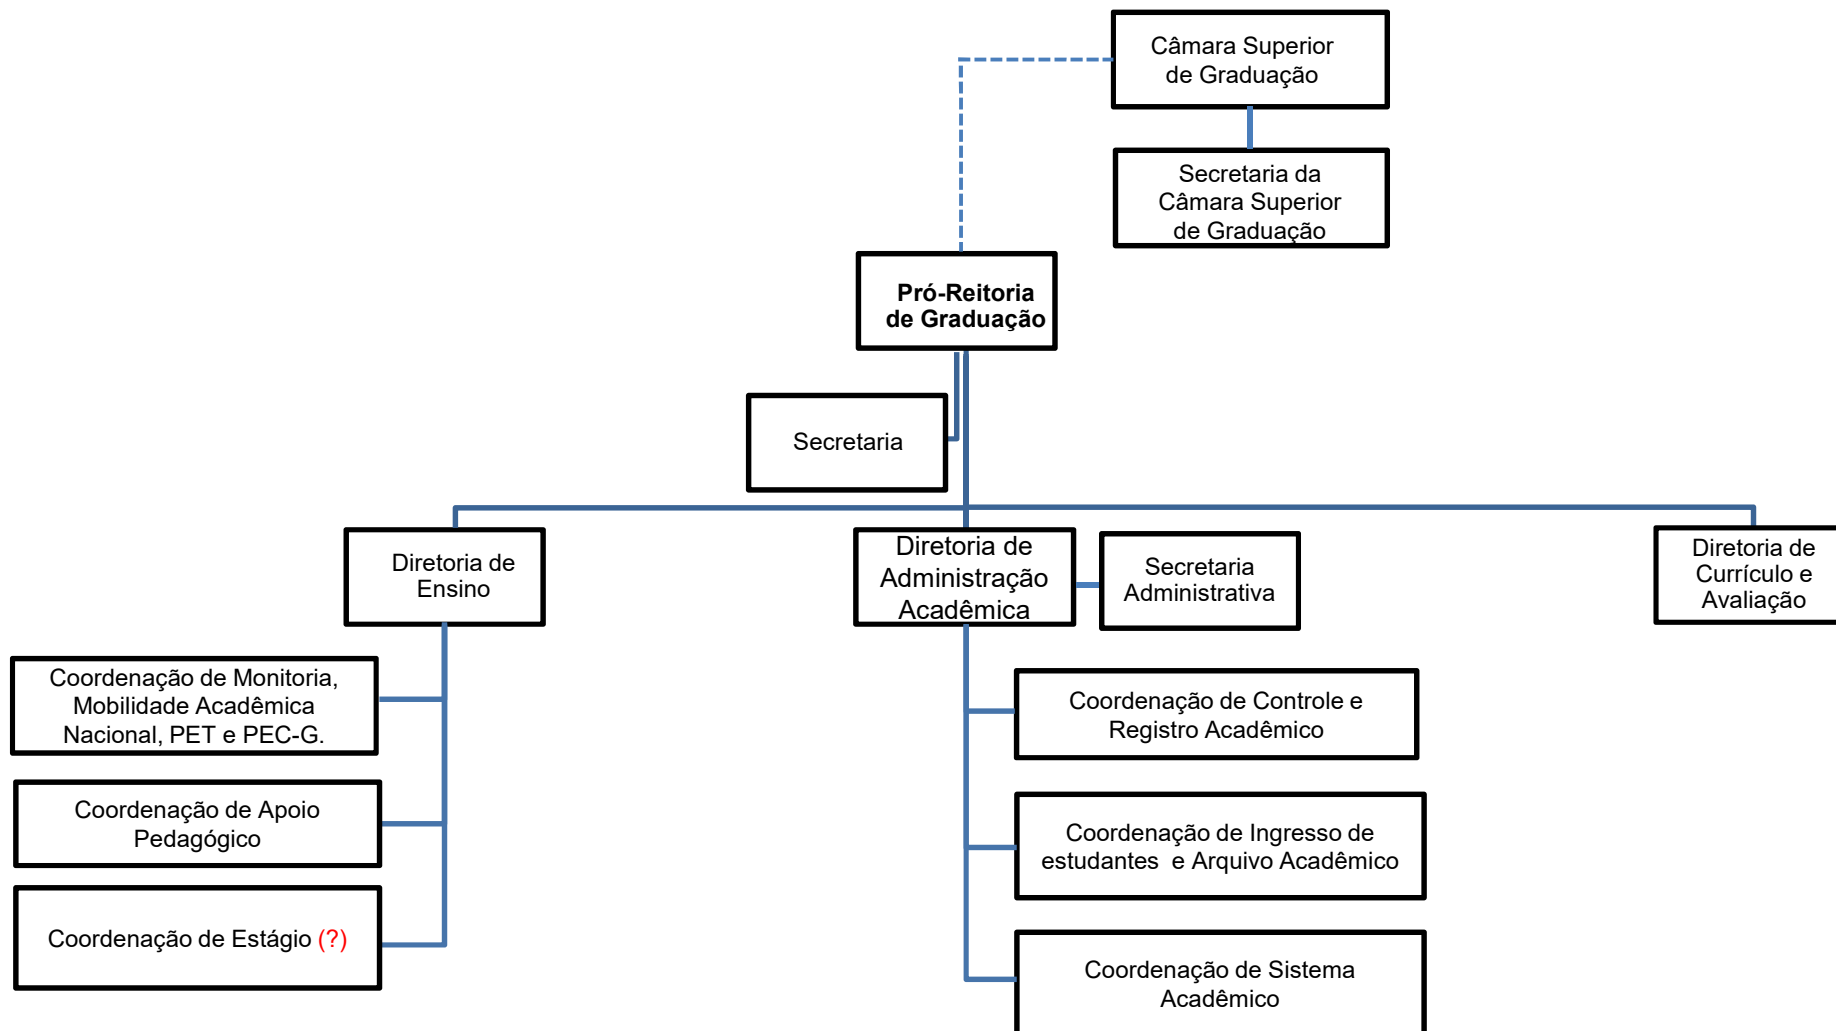 Câmara Superior
de Graduação
Secretaria da
Câmara Superior
de Graduação
Pró-Reitoria
de Graduação
Secretaria
Diretoria de
Ensino
Diretoria de
Administração
Acadêmica
Secretaria
Administrativa
Diretoria de
Currículo e
Avaliação
Coordenação de Monitoria,
Mobilidade Acadêmica
Nacional, PET e PEC-G.
Coordenação de Apoio
Pedagógico
Coordenação de Estágio (?)
Coordenação de Controle e
Registro Acadêmico
Coordenação de Ingresso de
estudantes  e Arquivo Acadêmico
Coordenação de Sistema
Acadêmico